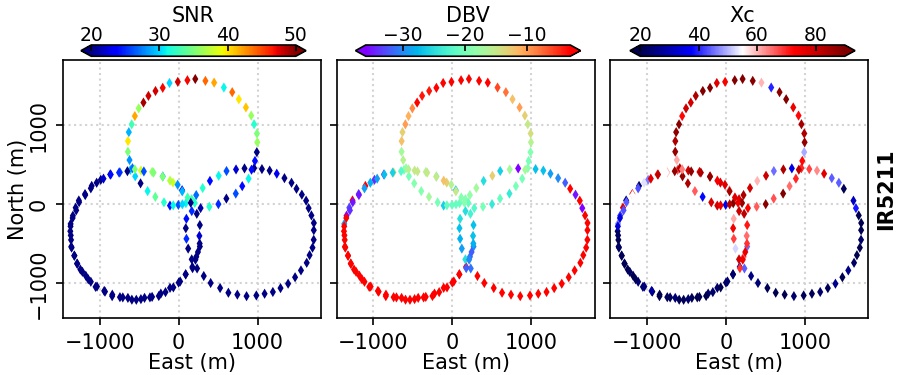 SNR DBV Xc
20 30 40 50 −30 −20 −10 20 40 60 80
North (m)
1000
0
−1000
IR5211
−1000 0 1000 −1000 0 1000 −1000 0 1000
East (m) East (m) East (m)